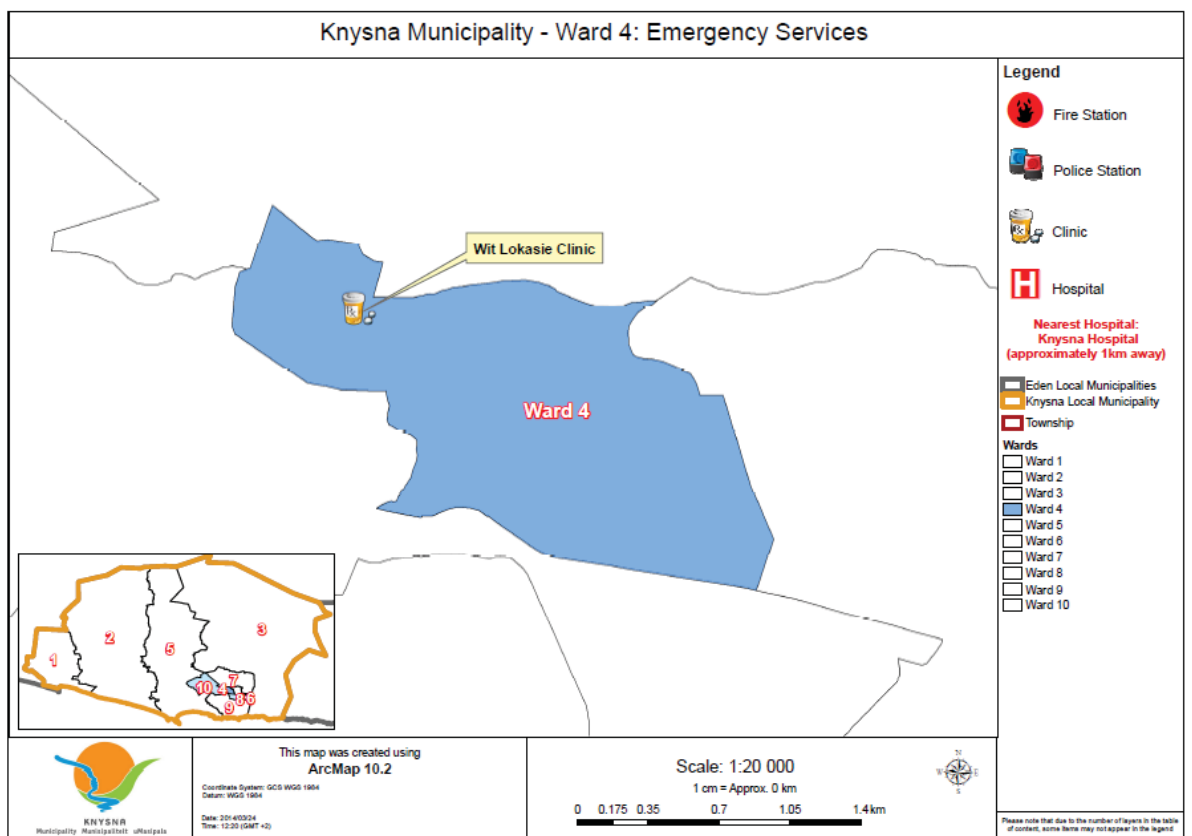 Knysna Municipality - Ward 4: Emergency Services
Wit Lokasie Clinic
Ward 4
Legend
Fire Station
Police Station
Clinic
Hospital
Nearest Hospital:
Knysna Hospital
(approximately 1km away)
Eden Local Municipalities
Knysna Local Municipality
Township
Wards
Ward 1
Ward 2
Ward 3
Ward 4
Ward 5
Ward 6
Ward 7
Ward 8
Ward 9
Ward 10
1
2
5
3
7
10
4
8
6
9
KNYSNA
Municipality Munisipaliteit uMasipala
This map was created using
ArcMap 10.2
Coordinate System: GCS WGS 1984
Datum: WGS 1984
Date: 2014/03/24
Time: 12:20 (GMT +2)
Scale: 1:20 000
1 cm = Approx. 0 km
0 0.175 0.35 0.7 1.05 1.4 km
N
W E
S
Please note that due to the number of layers in the table
of content, some items may not appear in the legend